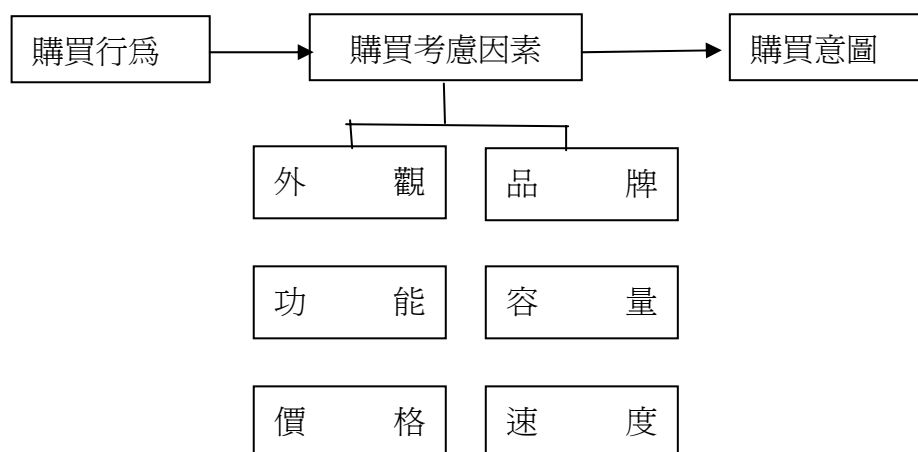 購買行為 購買考慮因素 購買意圖
外 觀 品 牌
功 能 容 量
價 格 速 度